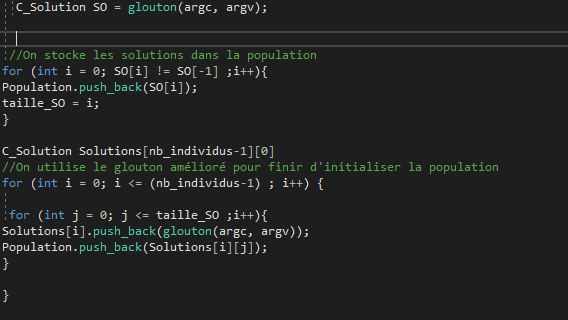 C_Solution SO = glouton(argc, argv);
//On stocke les solutions dans la population
for (int i = 0; SO[i] != SO[-1] ;i++){
Population.push_back(SO[i]);
taille_SO = i;
}
C_Solution Solutions[nb_individus-1][0]
//On utilise le glouton amélioré pour finir d'initialiser la population
for (int i = 0; i <= (nb_individus-1) ; i++) {
for (int j = 0; j <= taille_SO ;i++){
Solutions[i].push_back(glouton(argc, argv));
Population.push_back(Solutions[i][j]);
}
}